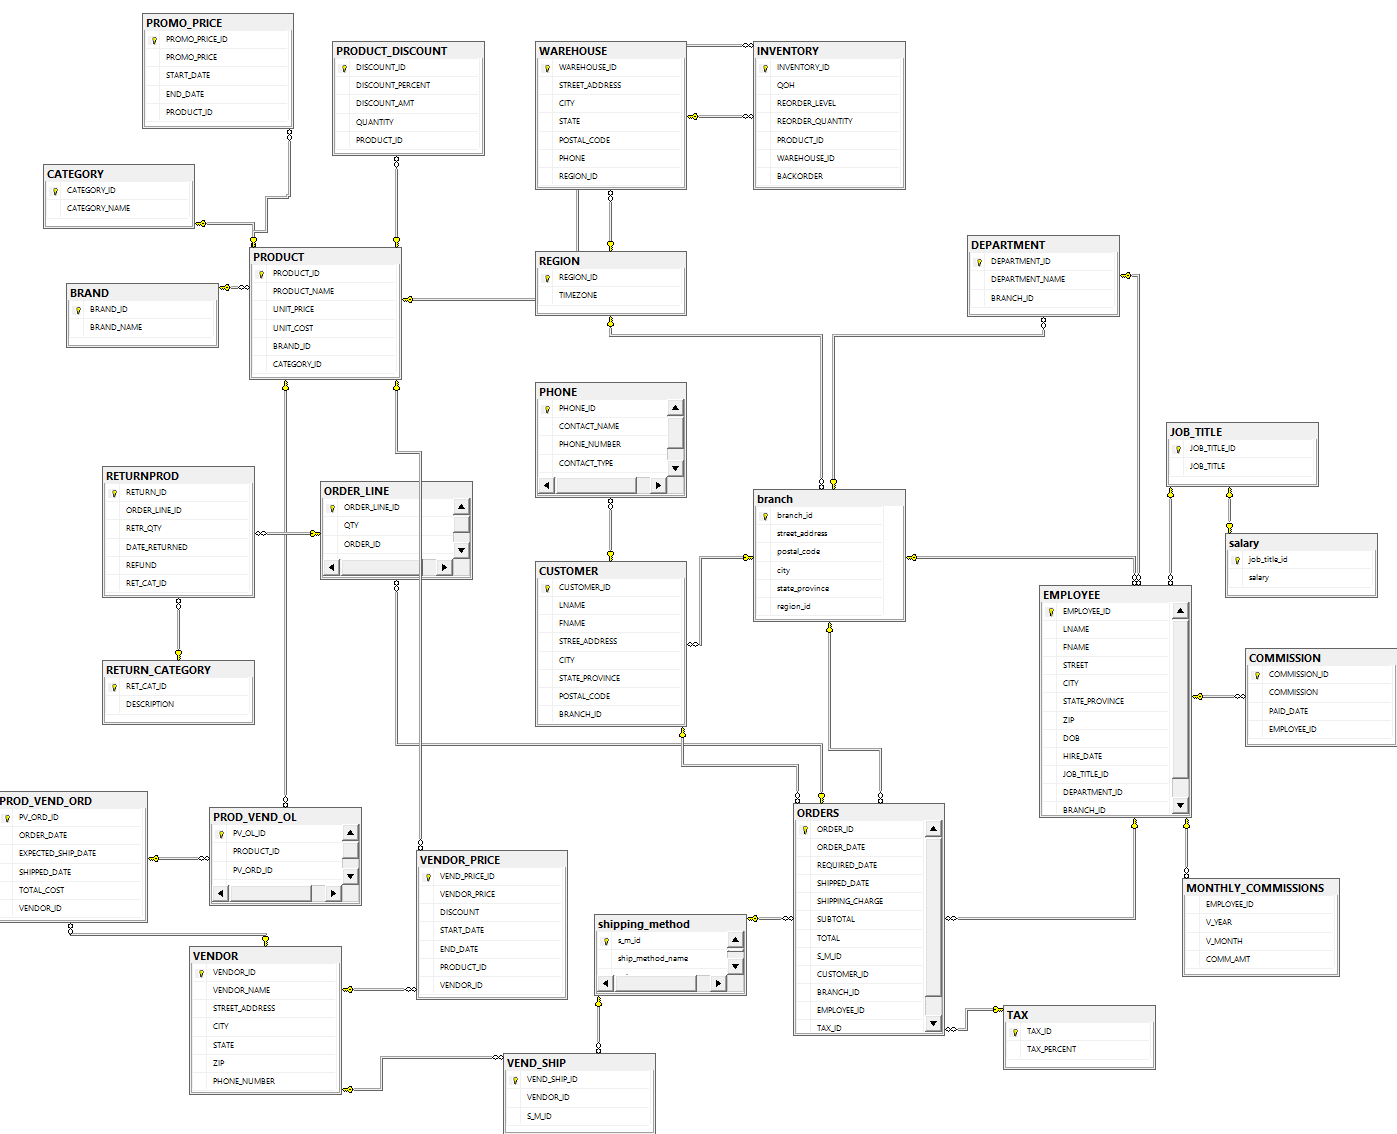 PROMO_PRICE
PROMO_PRICE_ID
PROMO_PRICE
START_DATE
END_DATE
PRODUCT_ID
PRODUCT_DISCOUNT
DISCOUNT_ID
DISCOUNT_PERCENT
DISCOUNT_AMT
QUANTITY
PRODUCT_ID
WAREHOUSE
WAREHOUSE_ID
STREET_ADDRESS
CITY
STATE
POSTAL_CODE
PHONE
REGION_ID
INVENTORY
INVENTORY_ID
QOH
REORDER_LEVEL
REORDER_QUANTITY
PRODUCT_ID
WAREHOUSE_ID
BACKORDER
CATEGORY
CATEGORY_ID
CATEGORY_NAME
PRODUCT
PRODUCT_ID
PRODUCT_NAME
UNIT_PRICE
UNIT_COST
BRAND_ID
CATEGORY_ID
REGION
REGION_ID
TIMEZONE
DEPARTMENT
DEPARTMENT_ID
DEPARTMENT_NAME
BRANCH_ID
BRAND
BRAND_ID
BRAND_NAME
PHONE
PHONE_ID
CONTACT_NAME
PHONE_NUMBER
CONTACT_TYPE
JOB_TITLE
JOB_TITLE_ID
JOB_TITLE
RETURNPROD
RETURN_ID
ORDER_LINE_ID
RETR_QTY
DATE_RETURNED
REFUND
RET_CAT_ID
ORDER_LINE
ORDER_LINE_ID
QTY
ORDER_ID
branch
branch_id
street_address
postal_code
city
state_province
region_id
salary
job_title_id
salary
CUSTOMER
CUSTOMER_ID
LNAME
FNAME
STREE_ADDRESS
CITY
STATE_PROVINCE
POSTAL_CODE
BRANCH_ID
EMPLOYEE
EMPLOYEE_ID
LNAME
FNAME
STREET
CITY
STATE_PROVINCE
ZIP
DOB
HIRE_DATE
JOB_TITLE_ID
DEPARTMENT_ID
BRANCH_ID
COMMISSION
COMMISSION_ID
COMMISSION
PAID_DATE
EMPLOYEE_ID
RETURN_CATEGORY
RET_CAT_ID
DESCRIPTION
PROD_VEND_ORD
PV_ORD_ID
ORDER_DATE
EXPECTED_SHIP_DATE
SHIPPED_DATE
TOTAL_COST
VENDOR_ID
PROD_VEND_OL
PV_OL_ID
PRODUCT_ID
PV_ORD_ID
ORDERS
ORDER_ID
ORDER_DATE
REQUIRED_DATE
SHIPPED_DATE
SHIPPING_CHARGE
SUBTOTAL
TOTAL
S_M_ID
CUSTOMER_ID
BRANCH_ID
EMPLOYEE_ID
TAX_ID
VENDOR_PRICE
VEND_PRICE_ID
VENDOR_PRICE
DISCOUNT
START_DATE
END_DATE
PRODUCT_ID
VENDOR_ID
MONTHLY_COMMISSIONS
EMPLOYEE_ID
V_YEAR
V_MONTH
COMM_AMT
shipping_method
s_m_id
ship_method_name
VENDOR
VENDOR_ID
VENDOR_NAME
STREET_ADDRESS
CITY
STATE
ZIP
PHONE_NUMBER
TAX
TAX_ID
TAX_PERCENT
VEND_SHIP
VEND_SHIP_ID
VENDOR_ID
S_M_ID